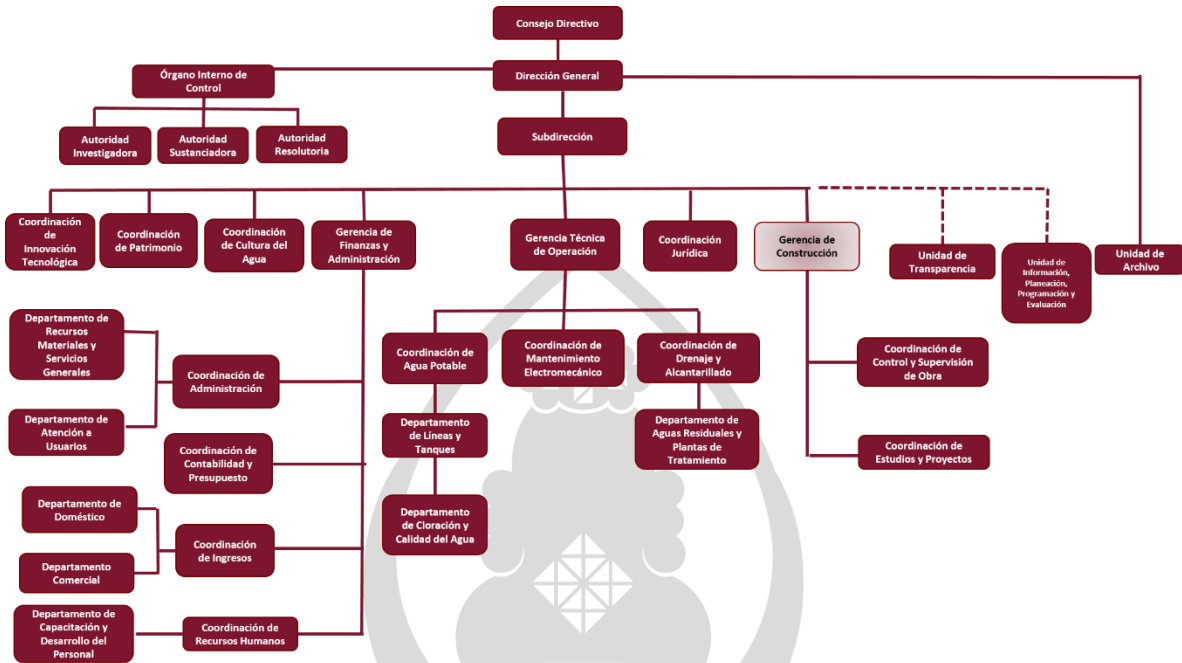 Consejo Directivo
Órgano Interno de
Control
Dirección General
Autoridad
Investigadora
Autoridad
Sustanciadora
Autoridad
Resolutoria
Subdirección
Coordinación
de
Innovación
Tecnológica
Coordinación
de Patrimonio
Coordinación
de Cultura del
Agua
Gerencia de
Finanzas y
Administración
Gerencia Técnica
de Operación
Coordinación
Jurídica
Gerencia de
Construcción
Unidad de
Transparencia
Unidad de
Información,
Planeación,
Programación y
Evaluación
Unidad de
Archivo
Departamento de
Recursos
Materiales y
Servicios
Generales
Coordinación de
Administración
Departamento de
Atención a
Usuarios
Coordinación de
Contabilidad y
Presupuesto
Departamento de
Doméstico
Coordinación
de Ingresos
Departamento
Comercial
Departamento de
Capacitación y
Desarrollo del
Personal
Coordinación de
Recursos Humanos
Coordinación de
Agua Potable
Coordinación de
Mantenimiento
Electromecánico
Coordinación de
Drenaje y
Alcantarillado
Departamento
de Líneas y
Tanques
Departamento de
Aguas Residuales y
Plantas de
Tratamiento
Departamento
de Cloración y
Calidad del Agua
Coordinación de
Control y Supervisión
de Obra
Coordinación de
Estudios y Proyectos